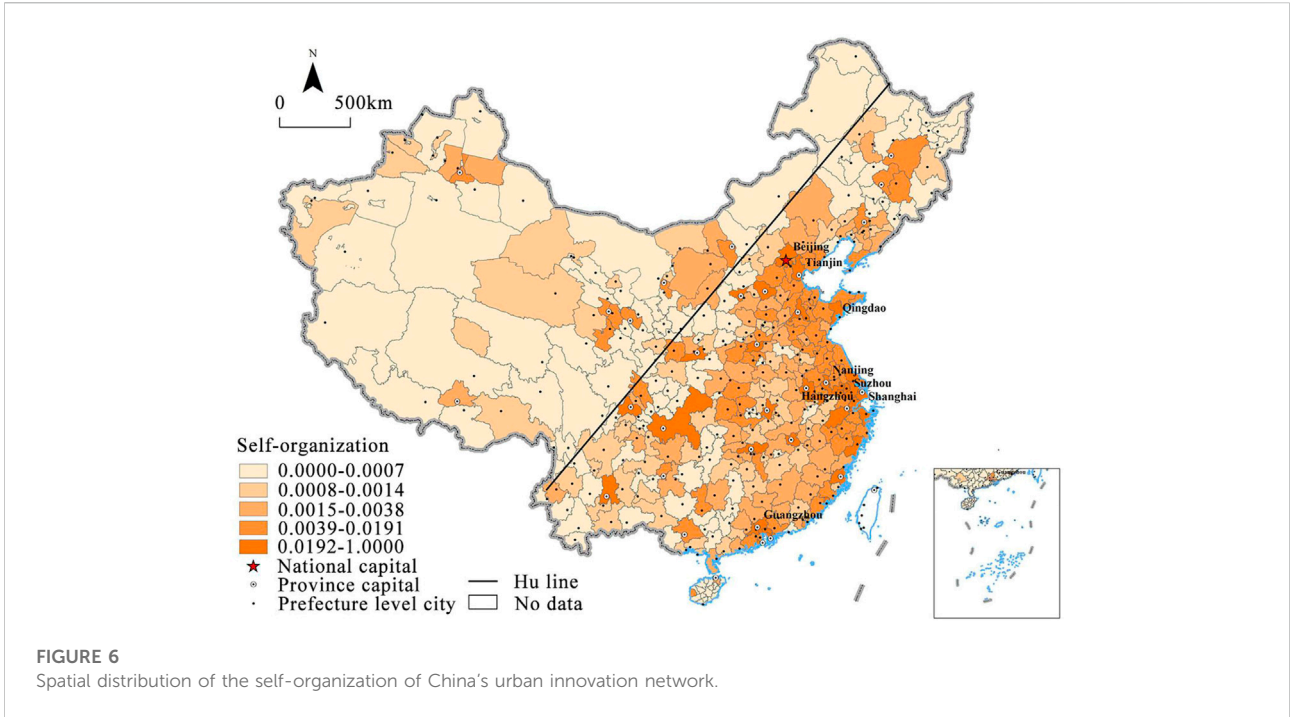 N
0 500km
Beijing
Tianjin
Qingdao
Nanjing
Suzhou
Hangzhou Shanghai
Guangzhou
Guangzhou
Self-organization
0.0000-0.0007
0.0008-0.0014
0.0015-0.0038
0.0039-0.0191
0.0192-1.0000
National capital
Province capital
Prefecture level city
Hu line
No data
FIGURE 6
Spatial distribution of the self-organization of China's urban innovation network.